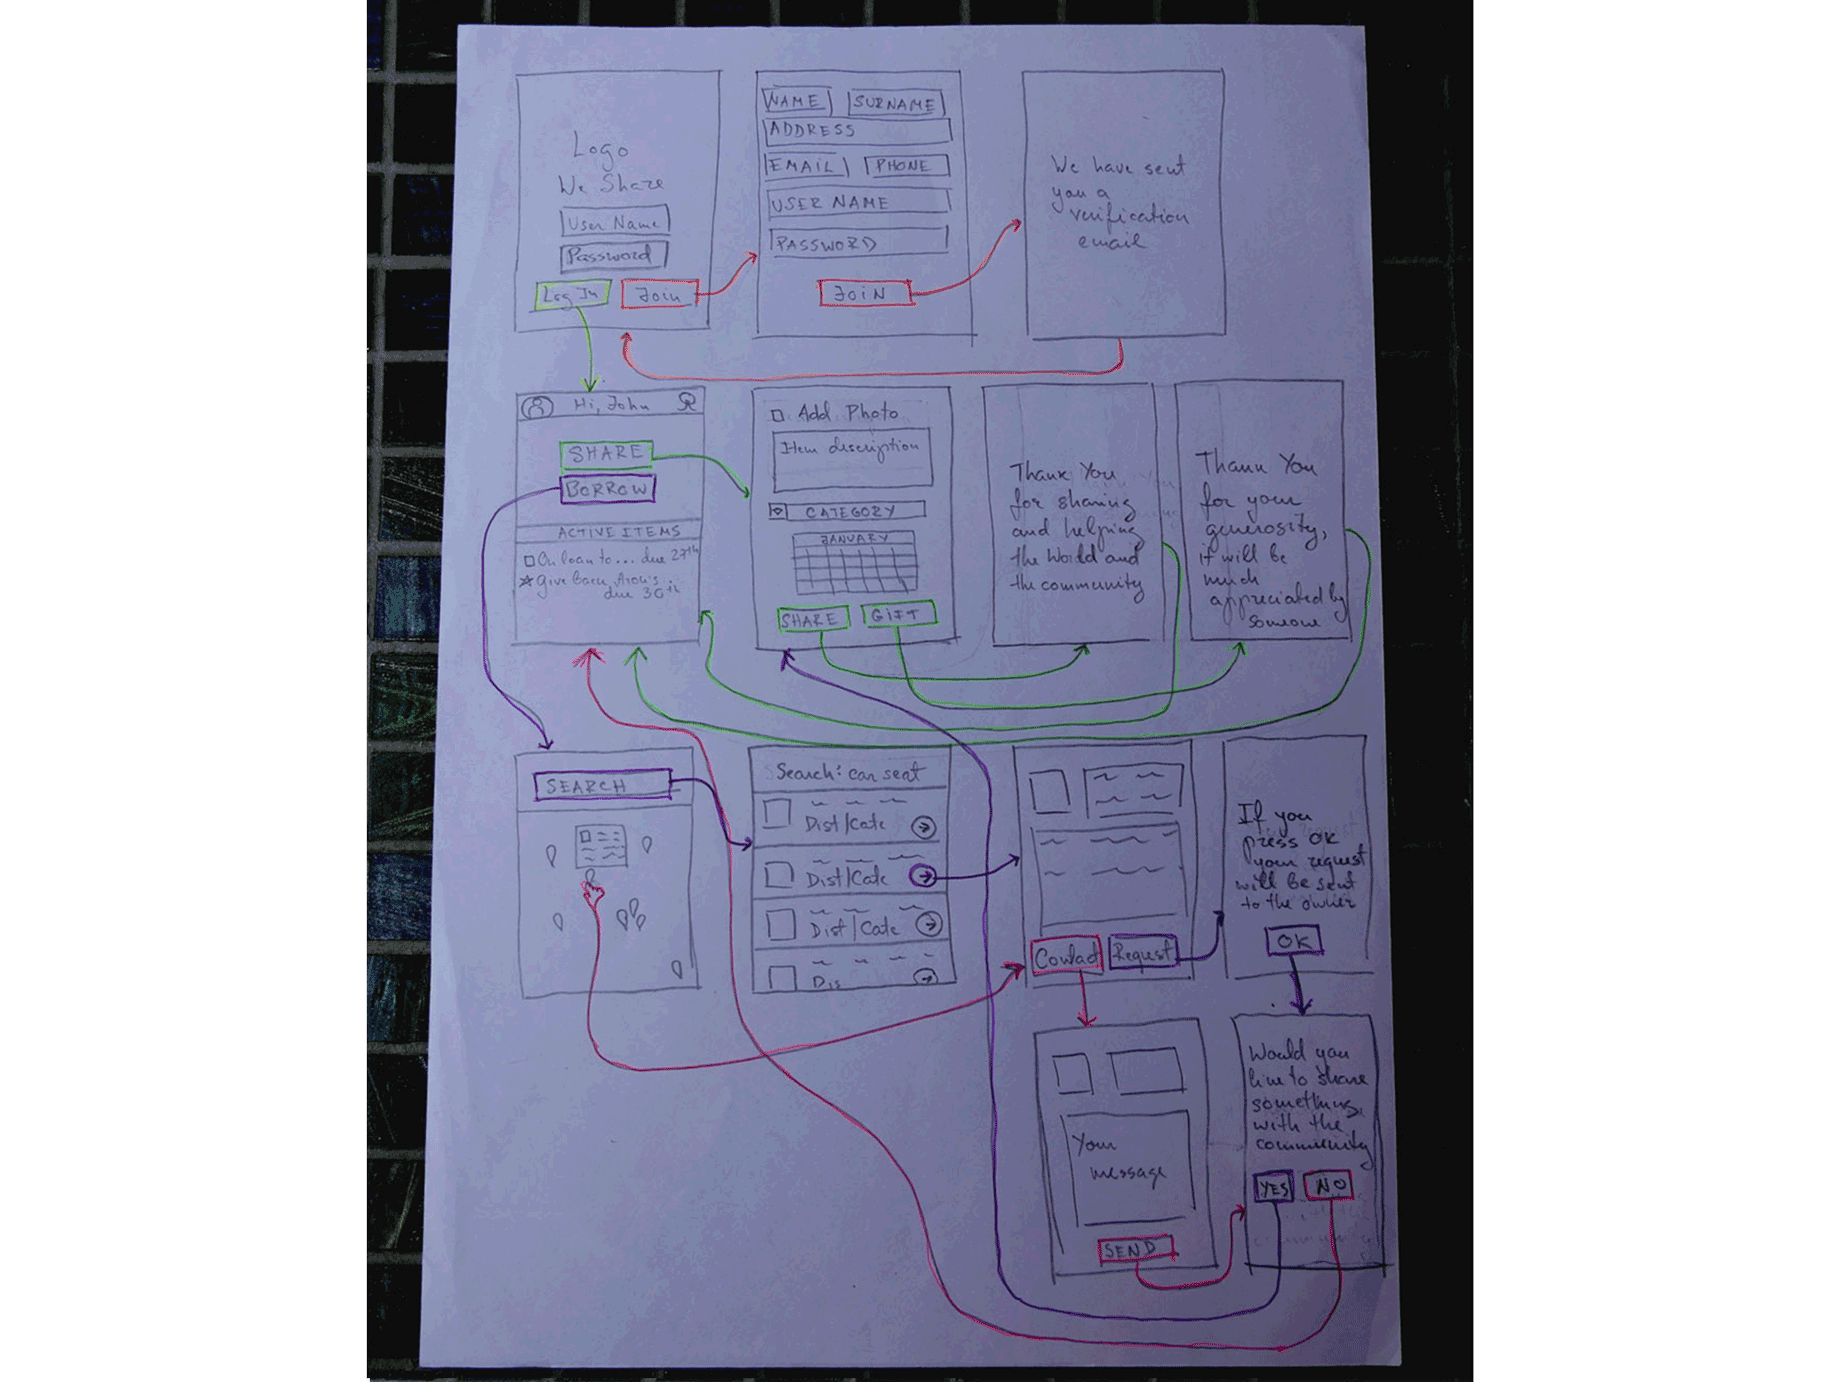 Logo
We Share
User Name
Password
Log In
Join
NAME
SURNAME
ADDRESS
EMAIL
PHONE
USER NAME
PASSWORD
JOIN
We have sent
you a
verification
email
Hi, John
SHARE
BORROW
ACTIVE ITEMS
On loan to... due 27th
Give back Aron's..
due 30th
Add Photo
Item description
CATEGORY
JANUARY
SHARE
GIFT
Thank You
for sharing
and helping
the World and
the community
Thank You
for your
generosity,
it will be
much
appreciated by
someone
SEARCH
Search: car seat
Dist/Cate
Dist/Cate
Dist/Cate
Dis
Contact
Request
If you
press OK
your request
will be sent
to the owner
OK
Your
message
SEND
Would you
like to share
something
with the
community
YES
NO